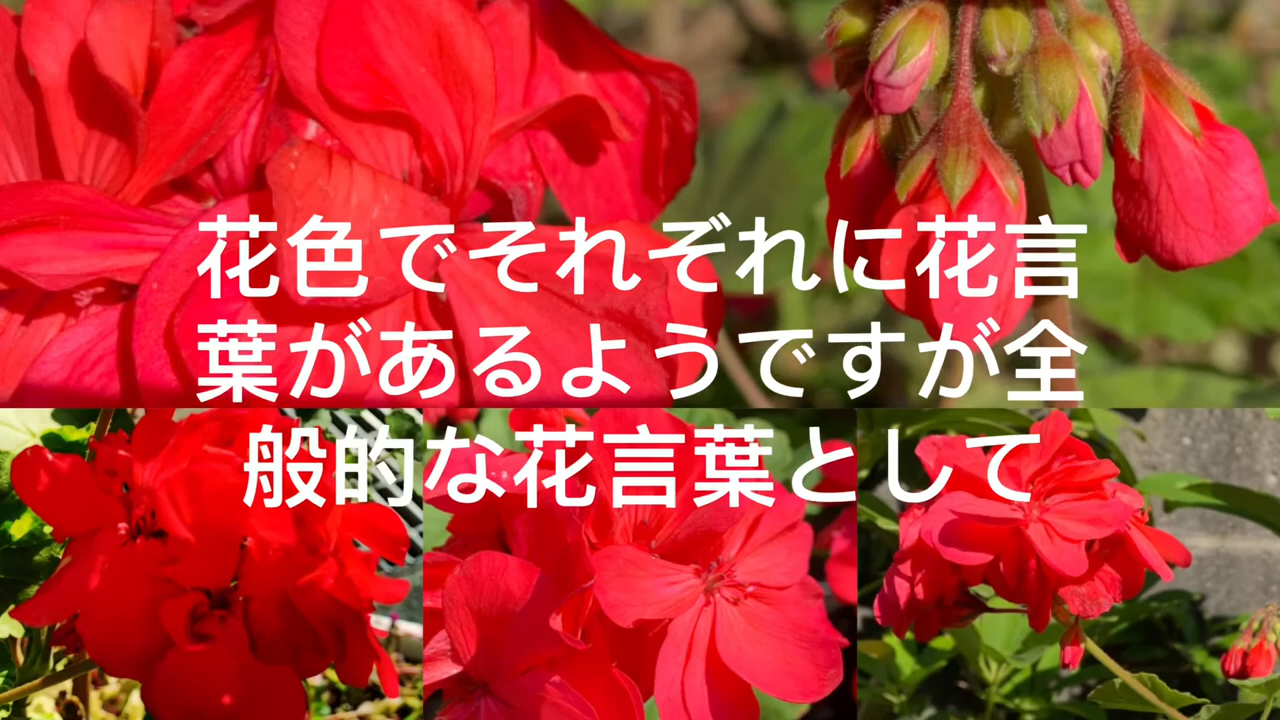 花色でそれぞれに花言
葉があるようですが全
般的な花言葉として